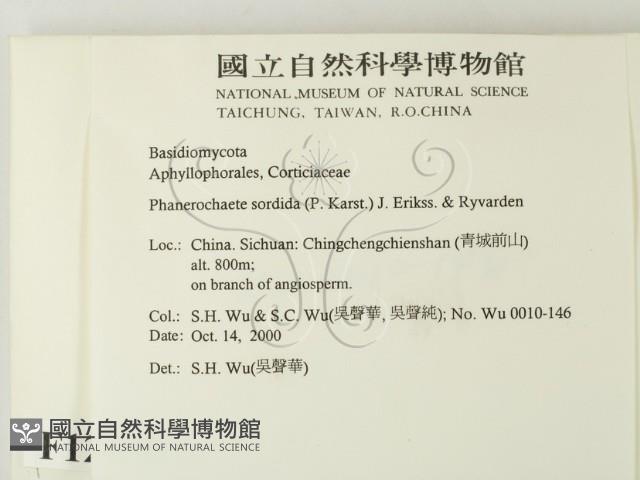 國立自然科學博物館
NATIONAL MUSEUM OF NATURAL SCIENCE
TAICHUNG, TAIWAN, R.O.CHINA
Basidiomycota
Aphyllophorales, Corticiaceae
Phanerochaete sordida (P. Karst.) J. Erikss. & Ryvarden
Loc.: China. Sichuan: Chingchengchienshan (青城前山)
alt. 800m;
on branch of angiosperm.
Col.: S.H. Wu & S.C. Wu(吳聲華, 吳聲純); No. Wu 0010-146
Date: Oct. 14, 2000
Det.: S.H. Wu(吳聲華)
國立自然科學博物館
NATIONAL MUSEUM OF NATURAL SCIENCE